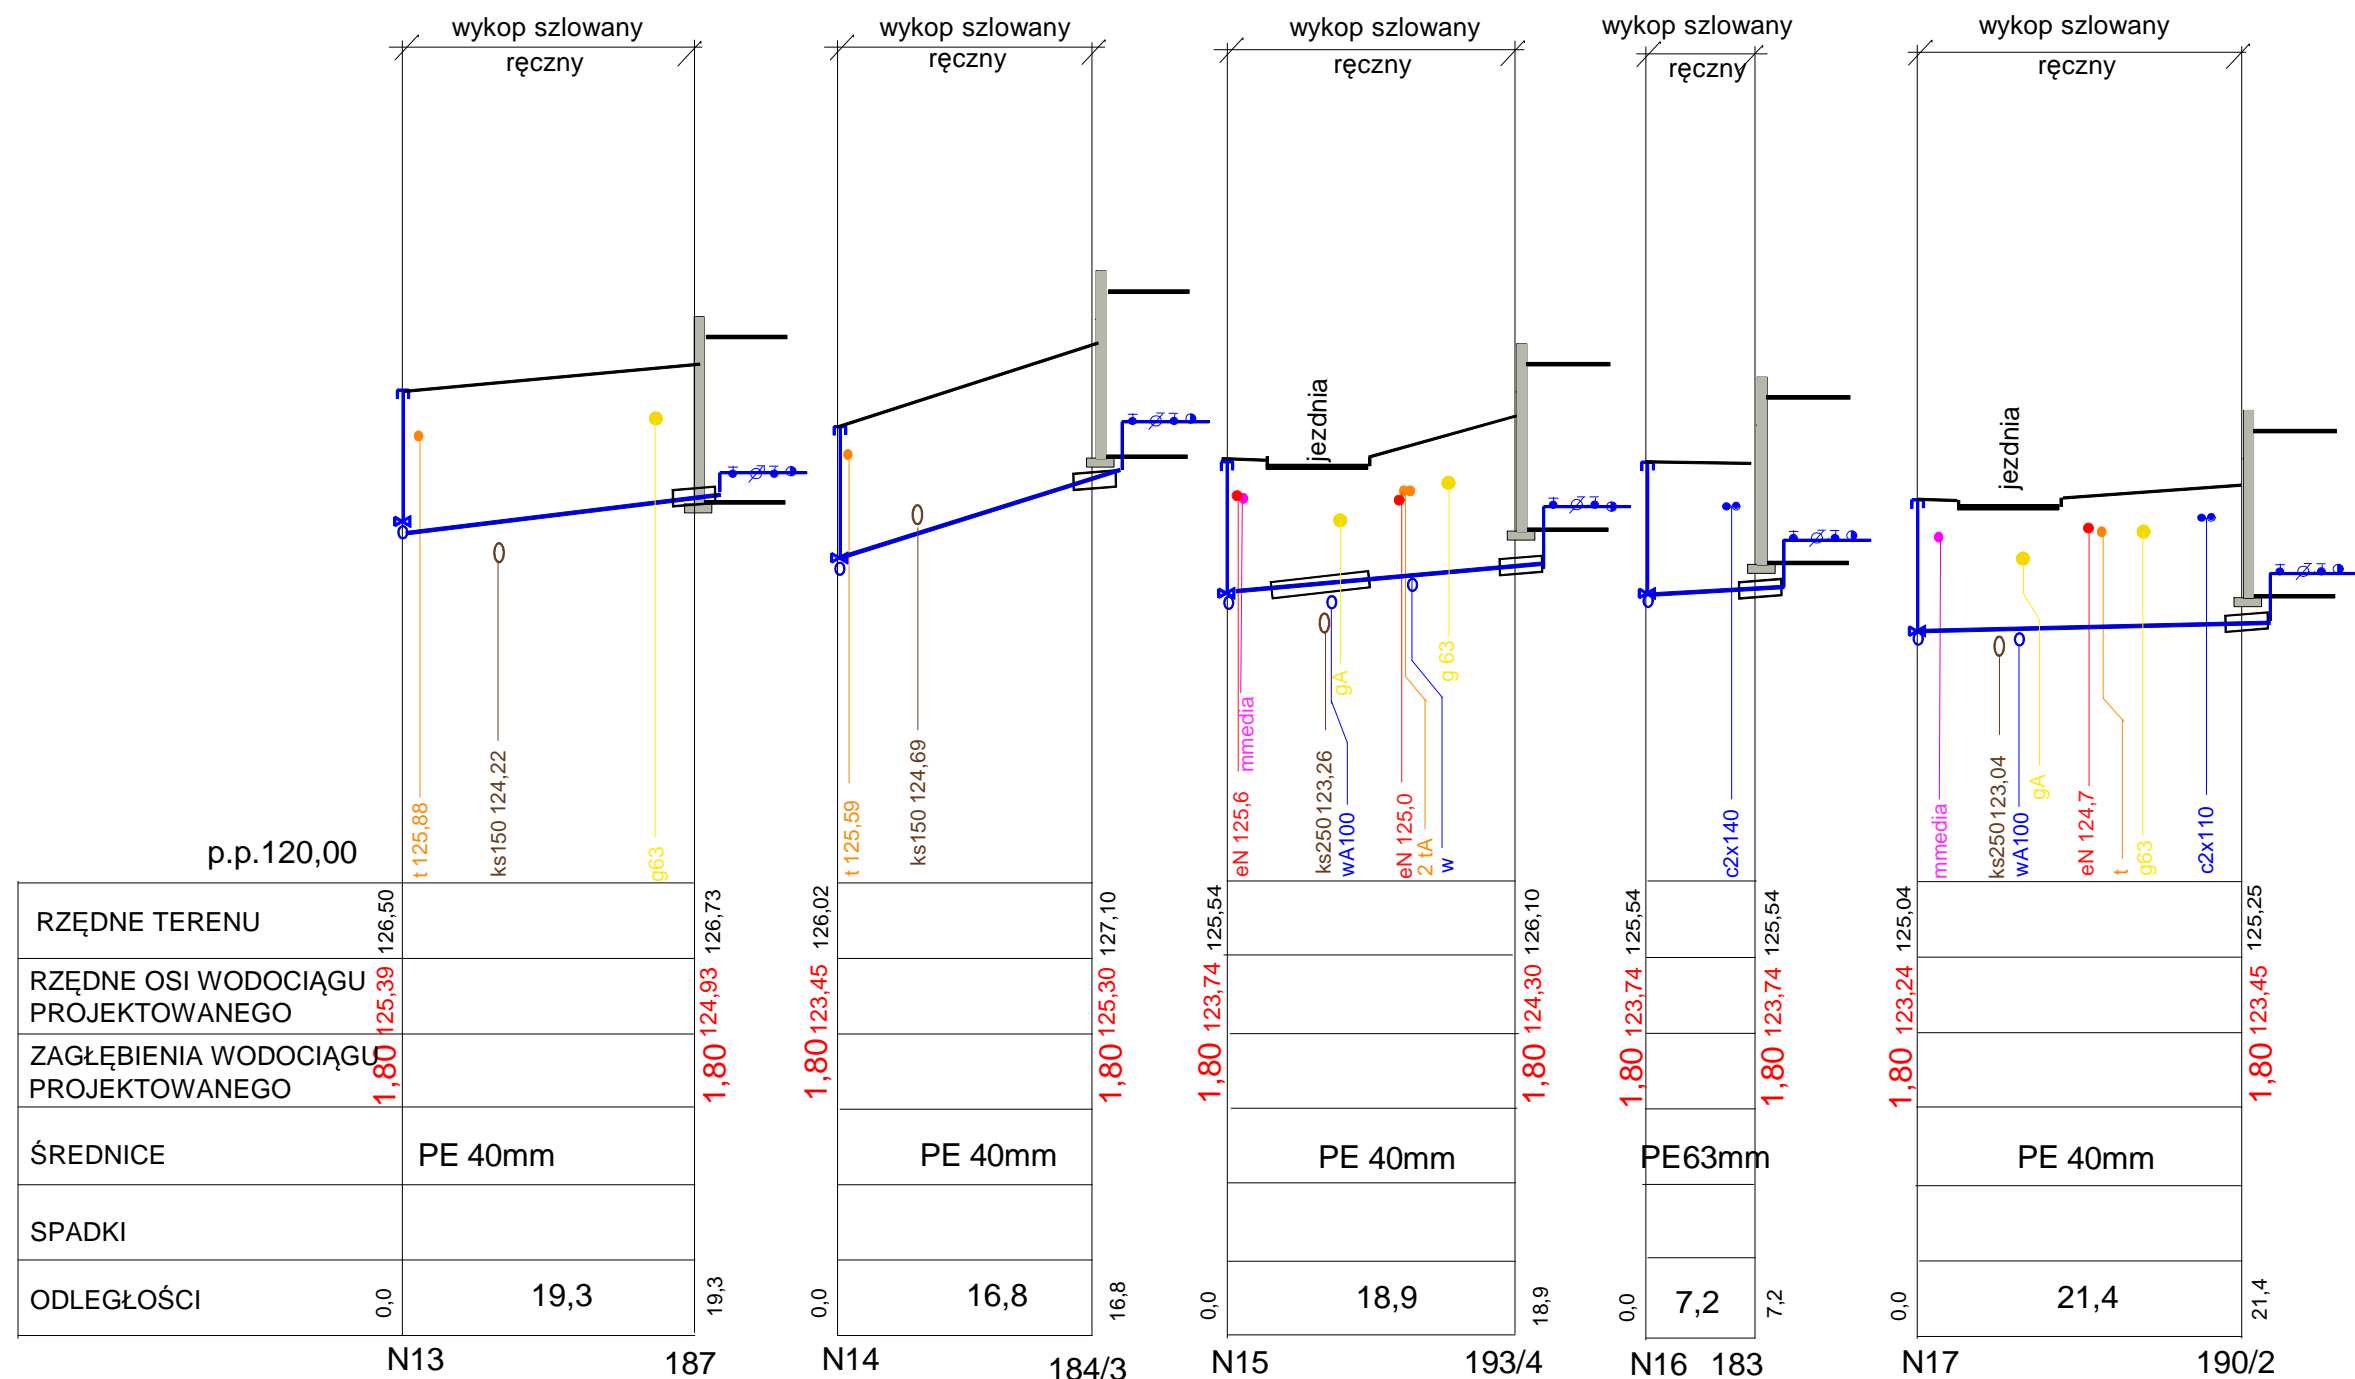 wykop szlowany
ręczny
wykop szlowany
ręczny
wykop szlowany
ręczny
wykop szlowany
ręczny
wykop szlowany
ręczny
jezdnia
jezdnia
t 125,88
ks150 124,22
g63
t 125,59
ks150 124,69
eN 125,6
mmedia
ks250 123,26
wA100
gA
eN 125,0
2 tA
w
g 63
c2x140
mmedia
ks250 123,04
wA100
gA
eN 124,7
t
g63
c2x110
p.p.120,00
RZĘDNE TERENU
126,50
126,73
126,02
127,10
125,54
126,10
125,54
125,54
125,04
125,25
RZĘDNE OSI WODOCIĄGU
PROJEKTOWANEGO
125,39
124,93
123,45
125,30
123,74
124,30
123,74
123,74
123,24
123,45
ZAGŁĘBIENIA WODOCIĄGU
PROJEKTOWANEGO
1,80
1,80
1,80
1,80
1,80
1,80
1,80
1,80
1,80
1,80
ŚREDNICE
PE 40mm
PE 40mm
PE 40mm
PE63mm
PE 40mm
SPADKI
ODLEGŁOŚCI
0,0
19,3
19,3
0,0
16,8
16,8
0,0
18,9
18,9
0,0
7,2
7,2
0,0
21,4
21,4
N13
187
N14
184/3
N15
193/4
N16
183
N17
190/2